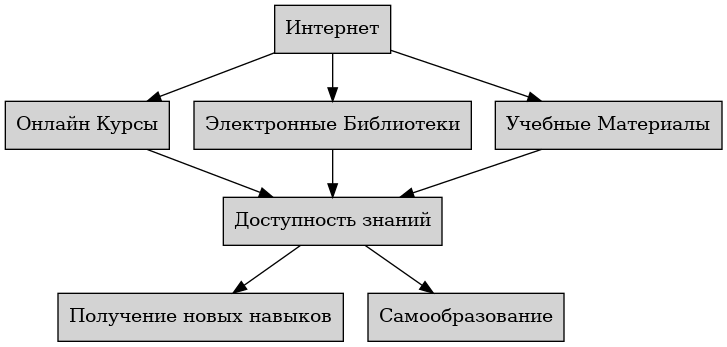 Интернет
Онлайн Курсы
Электронные Библиотеки
Учебные Материалы
Доступность знаний
Получение новых навыков
Самообразование